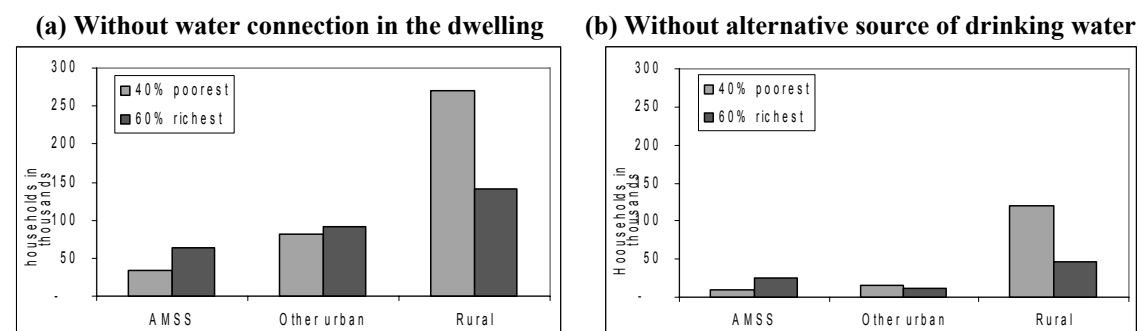 (a) Without water connection in the dwelling
300
250
200
150
100
50
-
households in
thousands
40% poorest
60% richest
AMSS
Other urban
Rural
(b) Without alternative source of drinking water
300
250
200
150
100
50
-
Hoouseholds in
thousands
40% poorest
60% richest
AMSS
Other urban
Rural